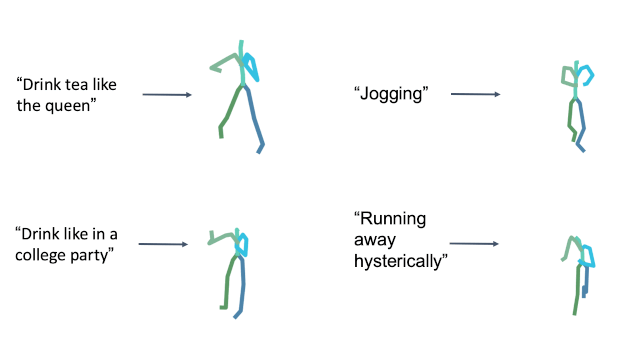 “Drink tea like
the queen”
“Jogging”
“Drink like in a
college party”
“Running
away
hysterically”